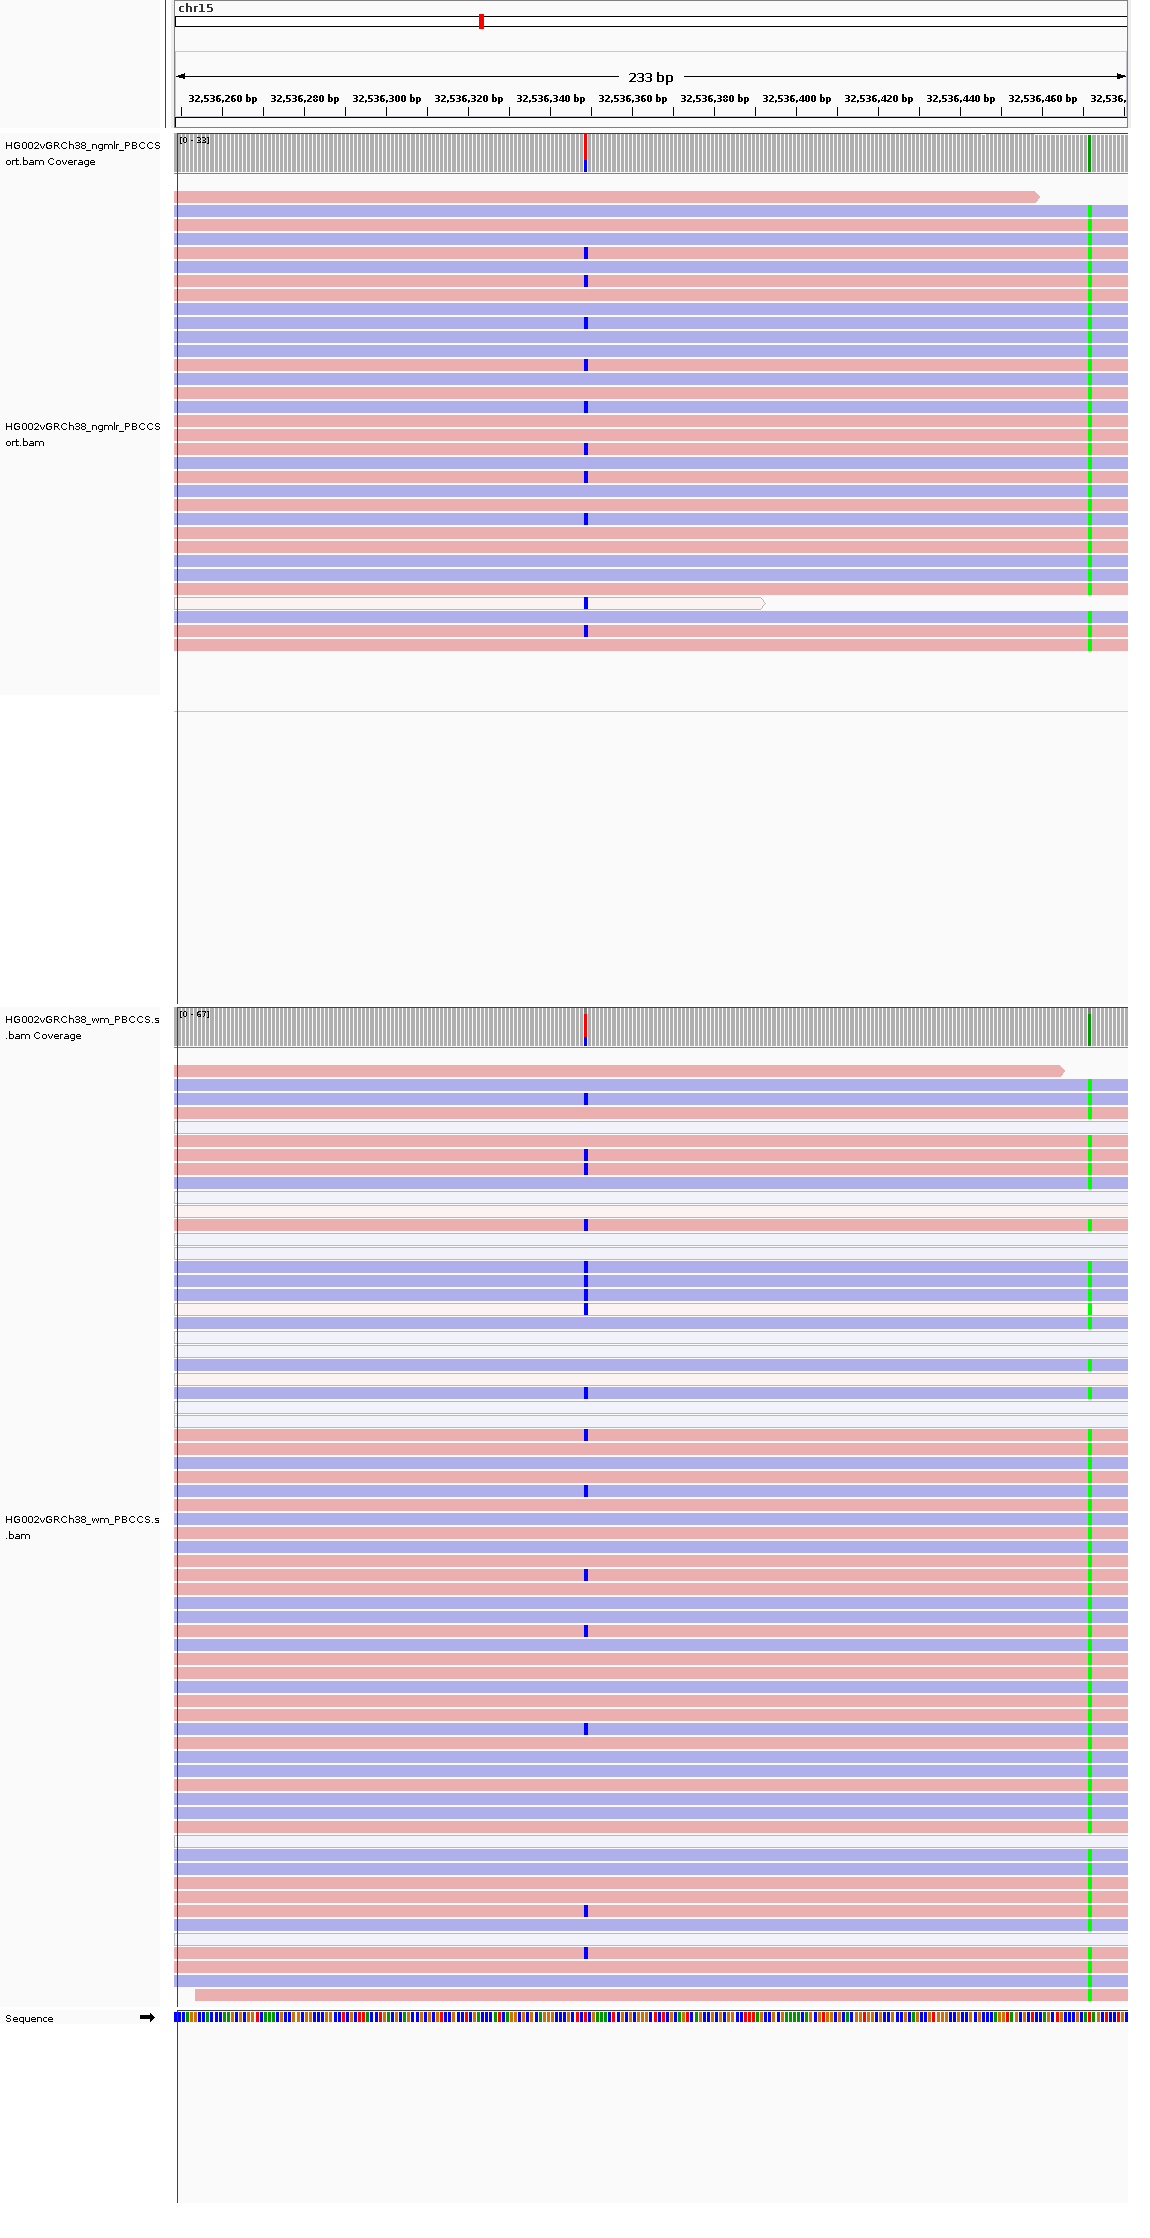 chr15
233 bp
32,536,260 bp 32,536,280 bp 32,536,300 bp 32,536,320 bp 32,536,340 bp 32,536,360 bp 32,536,380 bp 32,536,400 bp 32,536,420 bp 32,536,440 bp 32,536,460 bp 32,536,
HG002vGRCh38_ngmlr_PBCCS
ort.bam Coverage
[0 - 33]
HG002vGRCh38_ngmlr_PBCCS
ort.bam
HG002vGRCh38_wm_PBCCS.s
.bam Coverage
[0 - 67]
HG002vGRCh38_wm_PBCCS.s
.bam
Sequence